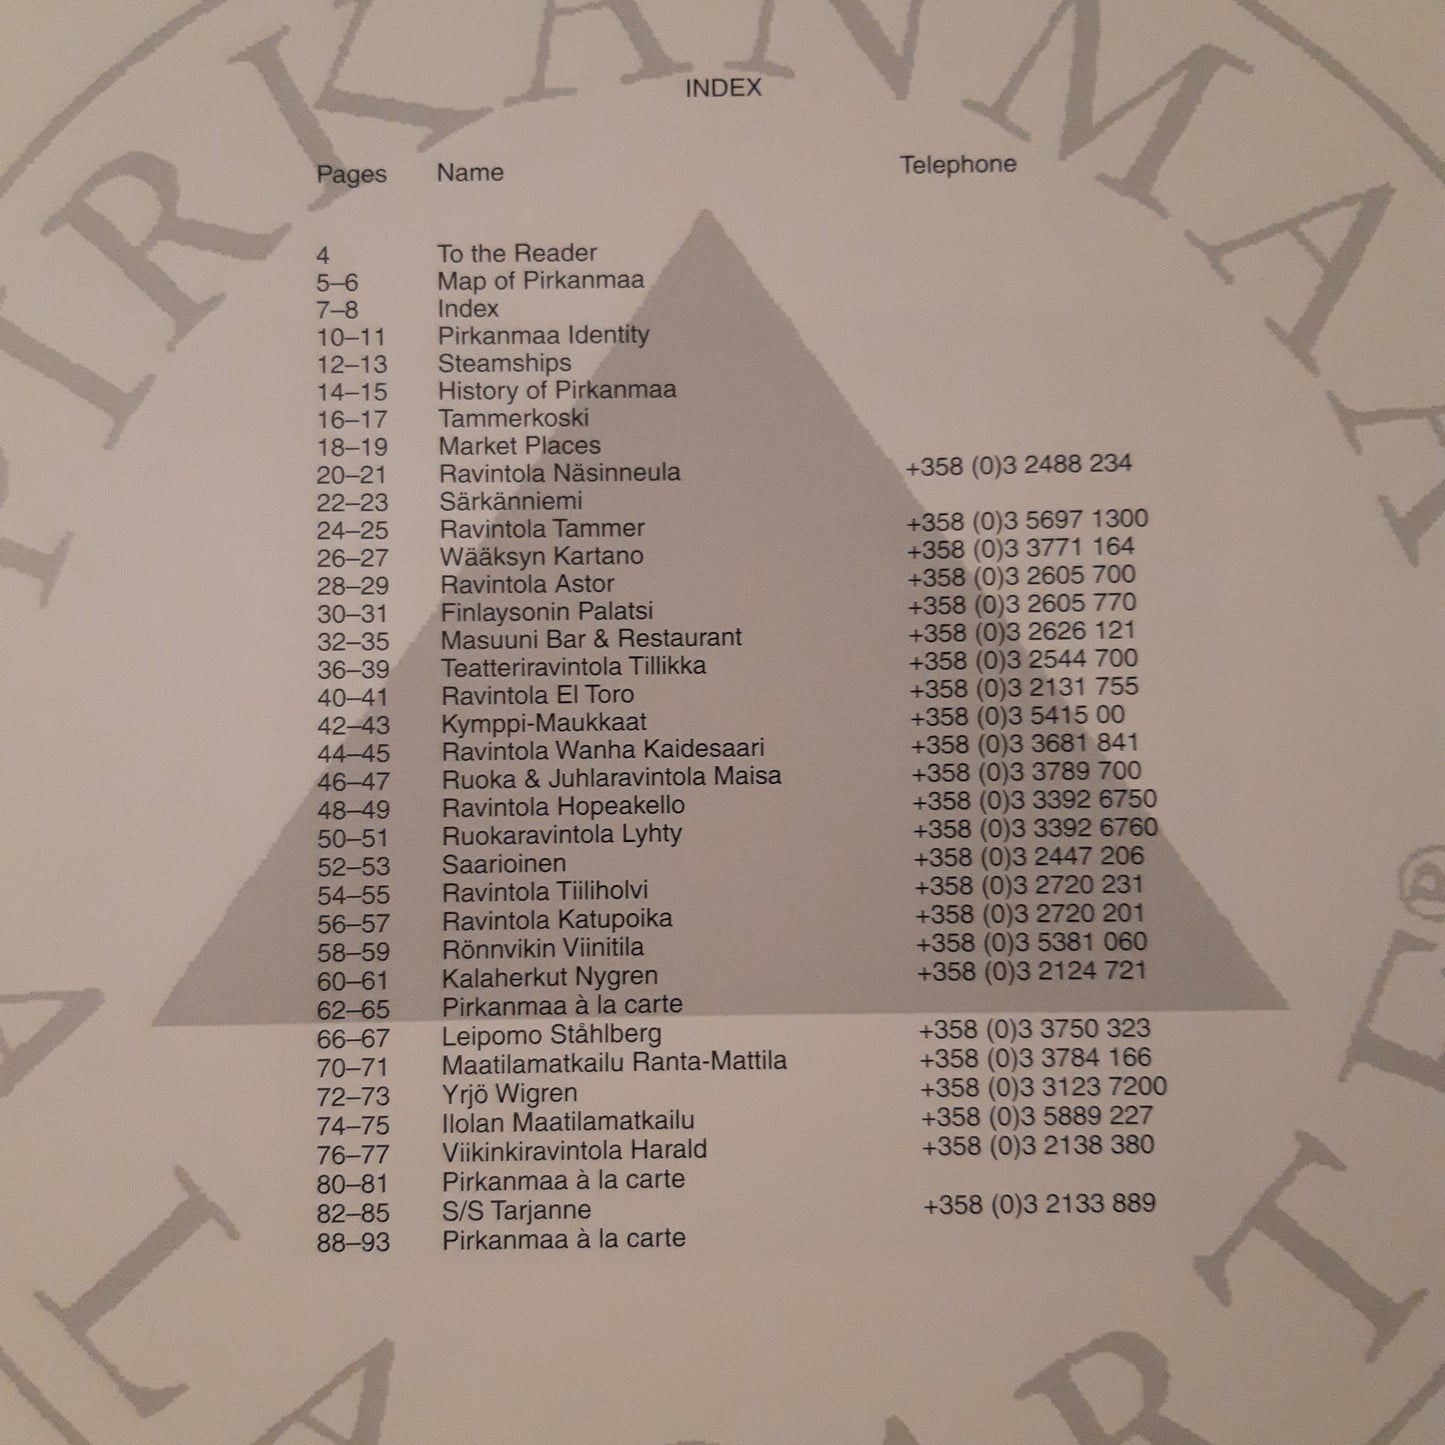 PIRKANMAA
À LA CARTE®
INDEX
Pages Name Telephone
4 To the Reader
5–6 Map of Pirkanmaa
7–8 Index
10–11 Pirkanmaa Identity
12–13 Steamships
14–15 History of Pirkanmaa
16–17 Tammerkoski
18–19 Market Places
20–21 Ravintola Näsinneula +358 (0)3 2488 234
22–23 Särkänniemi
24–25 Ravintola Tammer +358 (0)3 5697 1300
26–27 Wääksyn Kartano +358 (0)3 3771 164
28–29 Ravintola Astor +358 (0)3 2605 700
30–31 Finlaysonin Palatsi +358 (0)3 2605 770
32–35 Masuuni Bar & Restaurant +358 (0)3 2626 121
36–39 Teatteriravintola Tillikka +358 (0)3 2544 700
40–41 Ravintola El Toro +358 (0)3 2131 755
42–43 Kymppi-Maukkaat +358 (0)3 5415 00
44–45 Ravintola Wanha Kaidesaari +358 (0)3 3681 841
46–47 Ruoka & Juhlaravintola Maisa +358 (0)3 3789 700
48–49 Ravintola Hopeakello +358 (0)3 3392 6750
50–51 Ruokaravintola Lyhty +358 (0)3 3392 6760
52–53 Saarioinen +358 (0)3 2447 206
54–55 Ravintola Tiiliholvi +358 (0)3 2720 231
56–57 Ravintola Katupoika +358 (0)3 2720 201
58–59 Rönnvikin Viinitila +358 (0)3 5381 060
60–61 Kalaherkut Nygren +358 (0)3 2124 721
62–65 Pirkanmaa à la carte
66–67 Leipomo Ståhlberg +358 (0)3 3750 323
70–71 Maatilamatkailu Ranta-Mattila +358 (0)3 3784 166
72–73 Yrjö Wigren +358 (0)3 3123 7200
74–75 Ilolan Maatilamatkailu +358 (0)3 5889 227
76–77 Viikinkiravintola Harald +358 (0)3 2138 380
80–81 Pirkanmaa à la carte
82–85 S/S Tarjanne +358 (0)3 2133 889
88–93 Pirkanmaa à la carte